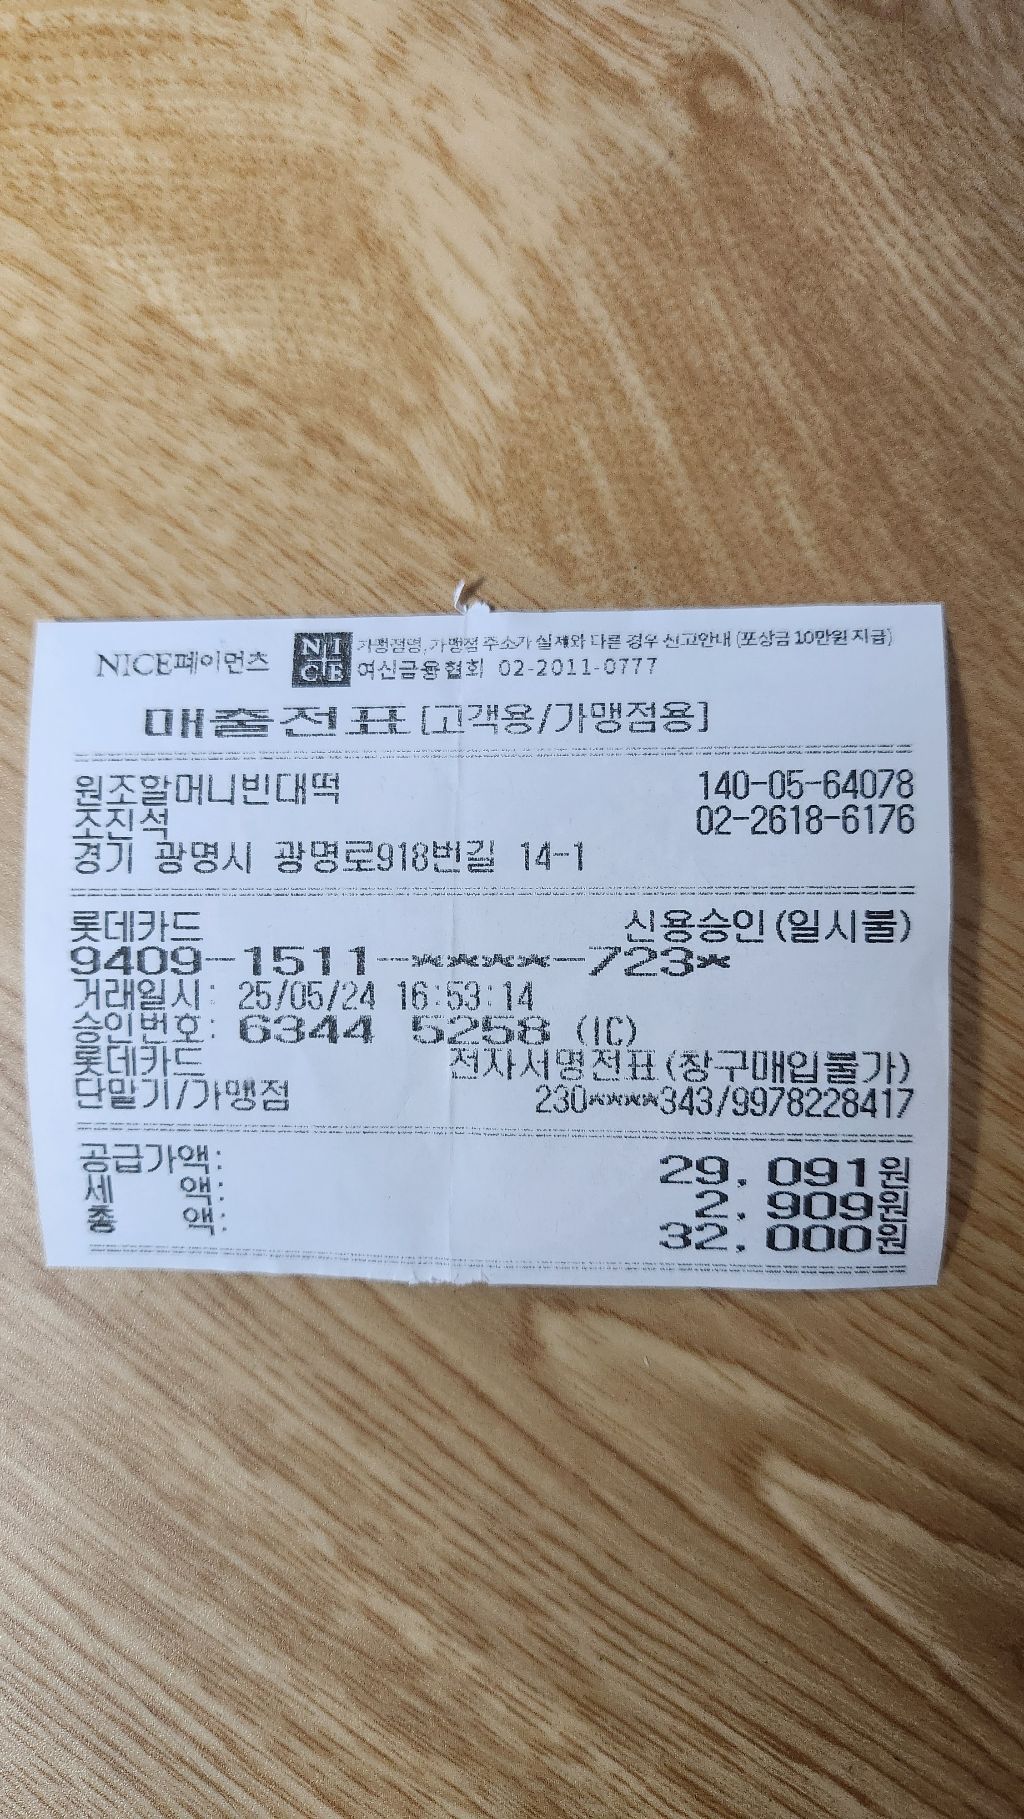 NICE페이먼츠
NI
CE
가맹점명, 가맹점 주소가 실제와 다른 경우 신고안내 (포상금 10만원 지급)
여신금융협회 02-2011-0777
매출전표[고객용/가맹점용]
원조할머니빈대떡 140-05-64078
조진석 02-2618-6176
경기 광명시 광명로918번길 14-1
롯데카드 신용승인(일시불)
9409-1511-****-723*
거래일시: 25/05/24 16:53:14
승인번호: 6344 5258 (IC)
롯데카드 전자서명전표(창구매입불가)
단말기/가맹점 230****343/9978228417
공급가액: 29,091원
세 액: 2,909원
총 액: 32,000원